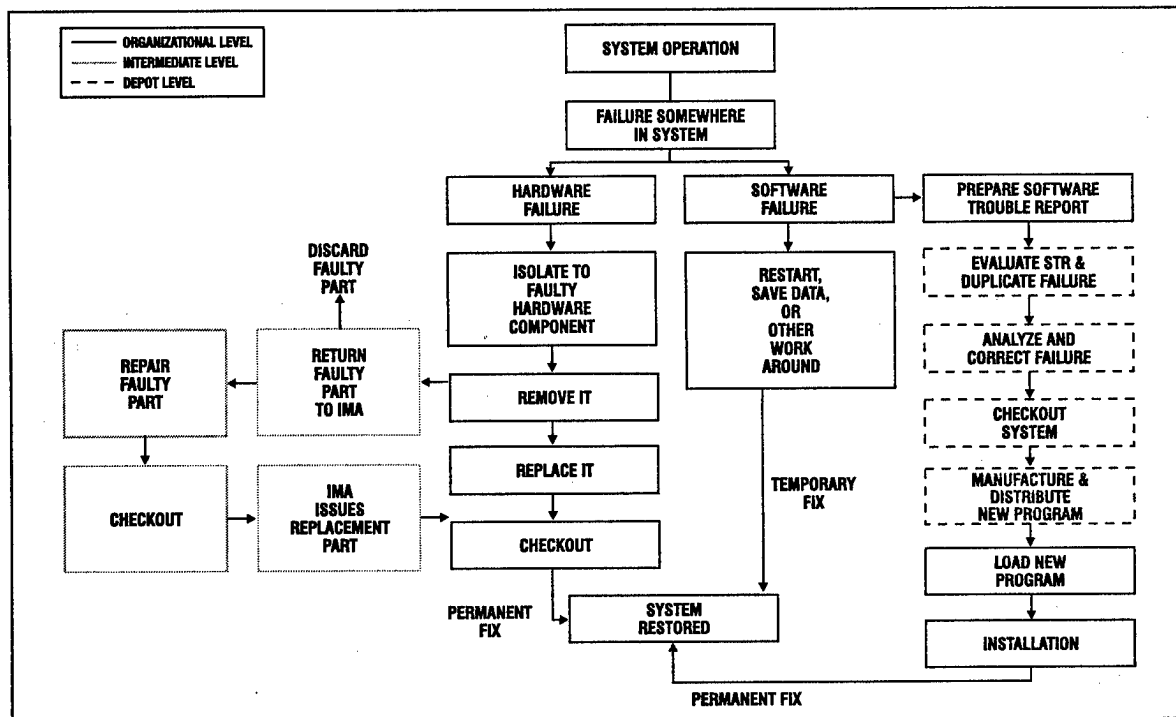 ORGANIZATIONAL LEVEL
INTERMEDIATE LEVEL
DEPOT LEVEL
SYSTEM OPERATION
FAILURE SOMEWHERE
IN SYSTEM
HARDWARE
FAILURE
SOFTWARE
FAILURE
PREPARE SOFTWARE
TROUBLE REPORT
DISCARD
FAULTY
PART
ISOLATE TO
FAULTY
HARDWARE
COMPONENT
RESTART,
SAVE DATA,
OR
OTHER
WORK
AROUND
EVALUATE STR &
DUPLICATE FAILURE
ANALYZE AND
CORRECT FAILURE
REPAIR
FAULTY
PART
RETURN
FAULTY
PART
TO IMA
REMOVE IT
CHECKOUT
SYSTEM
REPLACE IT
TEMPORARY
FIX
MANUFACTURE &
DISTRIBUTE
NEW PROGRAM
CHECKOUT
IMA
ISSUES
REPLACEMENT
PART
CHECKOUT
LOAD NEW
PROGRAM
PERMANENT
FIX
SYSTEM
RESTORED
INSTALLATION
PERMANENT FIX